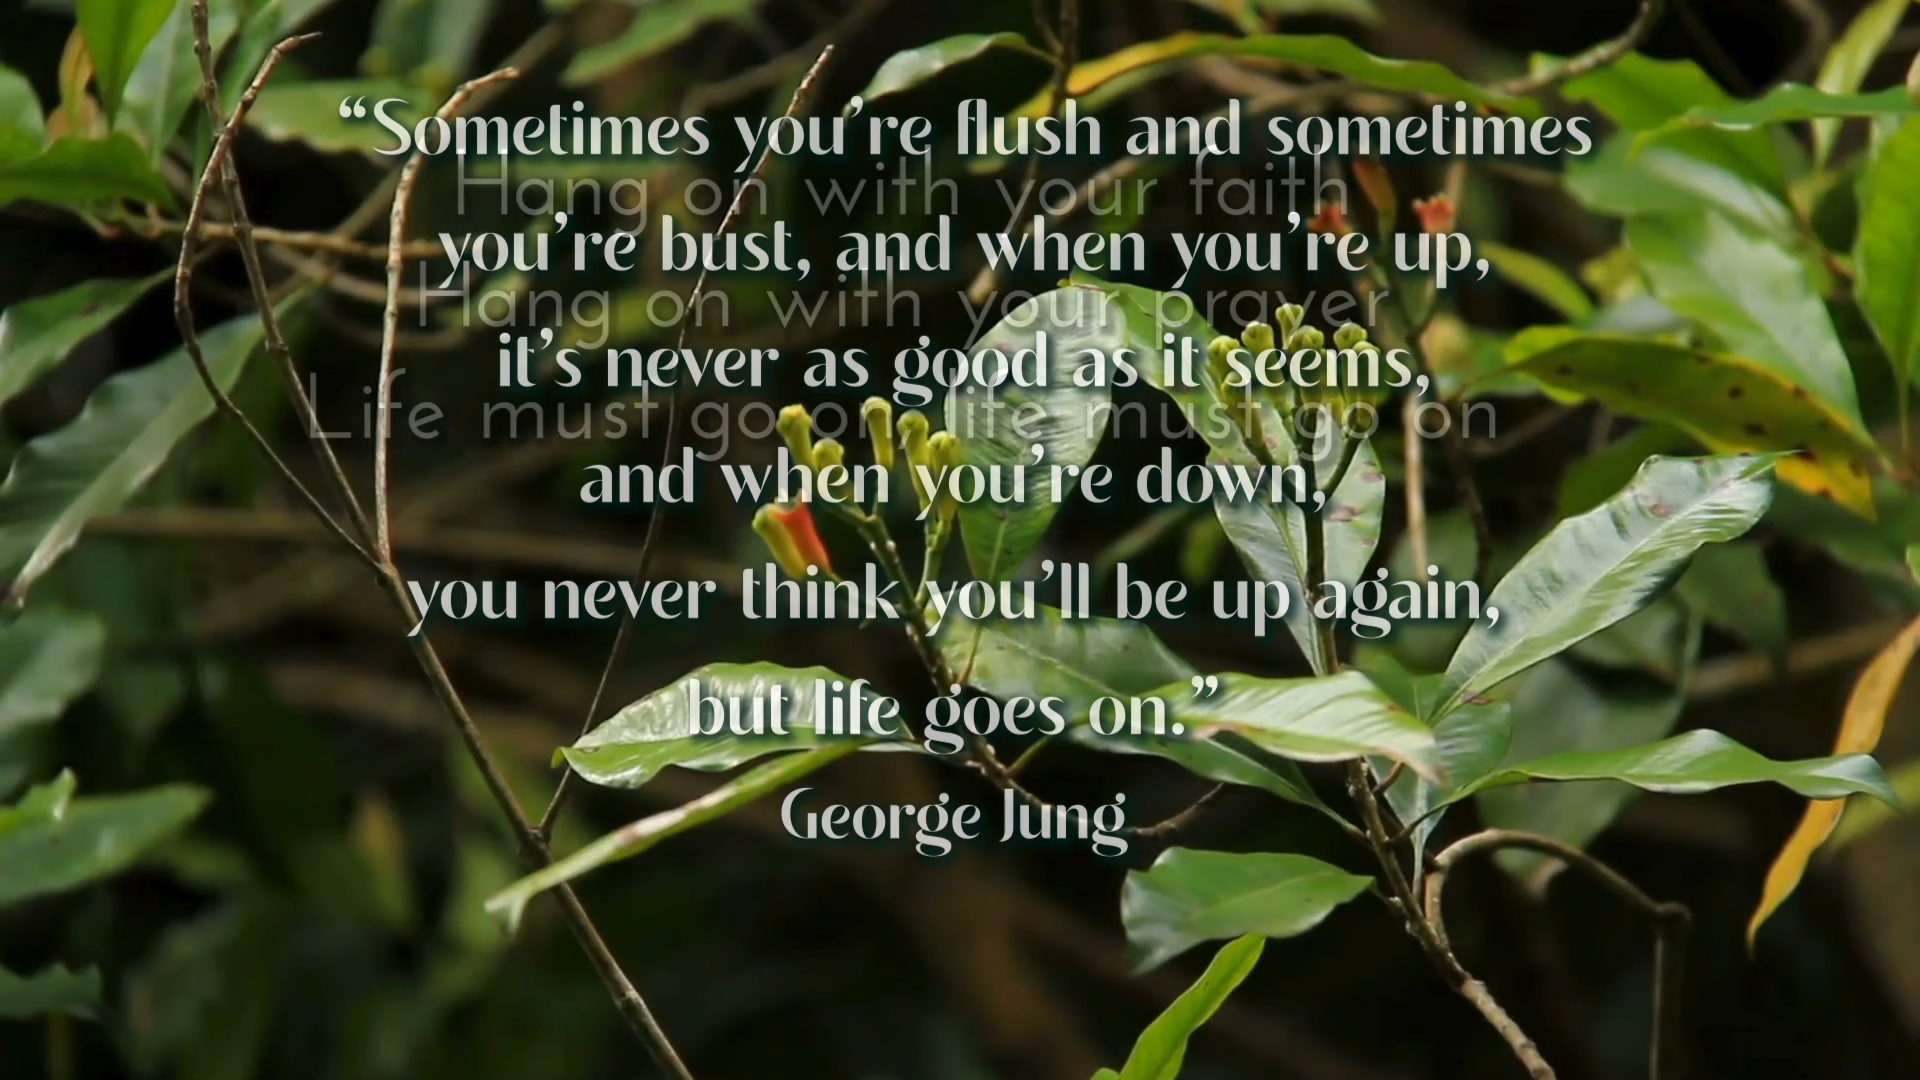 “Sometimes you’re flush and sometimes
Hang on with your faith
you’re bust, and when you’re up,
Hang on with your prayer
it’s never as good as it seems,
Life must go on, life must go on
and when you’re down,
you never think you’ll be up again,
but life goes on.”
George Jung